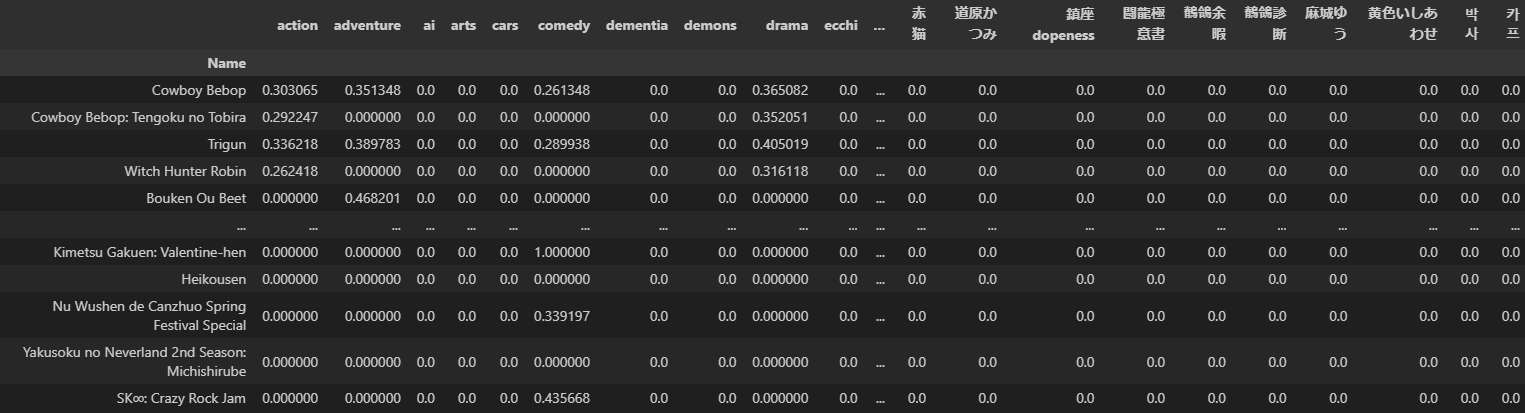 action adventure ai arts cars comedy dementia demons drama ecchi ... 赤猫 道原かつみ 鎮座dopeness 闘龍極意書 鶺鴒余暇 鶺鴒診断 麻城ゆう 黄色いしあわせ 박사 카프
Name
Cowboy Bebop 0.303065 0.351348 0.0 0.0 0.0 0.261348 0.0 0.0 0.365082 0.0 ... 0.0 0.0 0.0 0.0 0.0 0.0 0.0 0.0 0.0 0.0
Cowboy Bebop: Tengoku no Tobira 0.292247 0.000000 0.0 0.0 0.0 0.000000 0.0 0.0 0.352051 0.0 ... 0.0 0.0 0.0 0.0 0.0 0.0 0.0 0.0 0.0 0.0
Trigun 0.336218 0.389783 0.0 0.0 0.0 0.289938 0.0 0.0 0.405019 0.0 ... 0.0 0.0 0.0 0.0 0.0 0.0 0.0 0.0 0.0 0.0
Witch Hunter Robin 0.262418 0.000000 0.0 0.0 0.0 0.000000 0.0 0.0 0.316118 0.0 ... 0.0 0.0 0.0 0.0 0.0 0.0 0.0 0.0 0.0 0.0
Bouken Ou Beet 0.000000 0.468201 0.0 0.0 0.0 0.000000 0.0 0.0 0.000000 0.0 ... 0.0 0.0 0.0 0.0 0.0 0.0 0.0 0.0 0.0 0.0
... ... ... ... ... ... ... ... ... ... ... ... ... ... ... ... ... ... ... ... ... ...
Kimetsu Gakuen: Valentine-hen 0.000000 0.000000 0.0 0.0 0.0 1.000000 0.0 0.0 0.000000 0.0 ... 0.0 0.0 0.0 0.0 0.0 0.0 0.0 0.0 0.0 0.0
Heikousen 0.000000 0.000000 0.0 0.0 0.0 0.000000 0.0 0.0 0.000000 0.0 ... 0.0 0.0 0.0 0.0 0.0 0.0 0.0 0.0 0.0 0.0
Nu Wushen de Canzhuo Spring
Festival Special 0.000000 0.000000 0.0 0.0 0.0 0.339197 0.0 0.0 0.000000 0.0 ... 0.0 0.0 0.0 0.0 0.0 0.0 0.0 0.0 0.0 0.0
Yakusoku no Neverland 2nd Season:
Michishirube 0.000000 0.000000 0.0 0.0 0.0 0.000000 0.0 0.0 0.000000 0.0 ... 0.0 0.0 0.0 0.0 0.0 0.0 0.0 0.0 0.0 0.0
SK∞: Crazy Rock Jam 0.000000 0.000000 0.0 0.0 0.0 0.435668 0.0 0.0 0.000000 0.0 ... 0.0 0.0 0.0 0.0 0.0 0.0 0.0 0.0 0.0 0.0